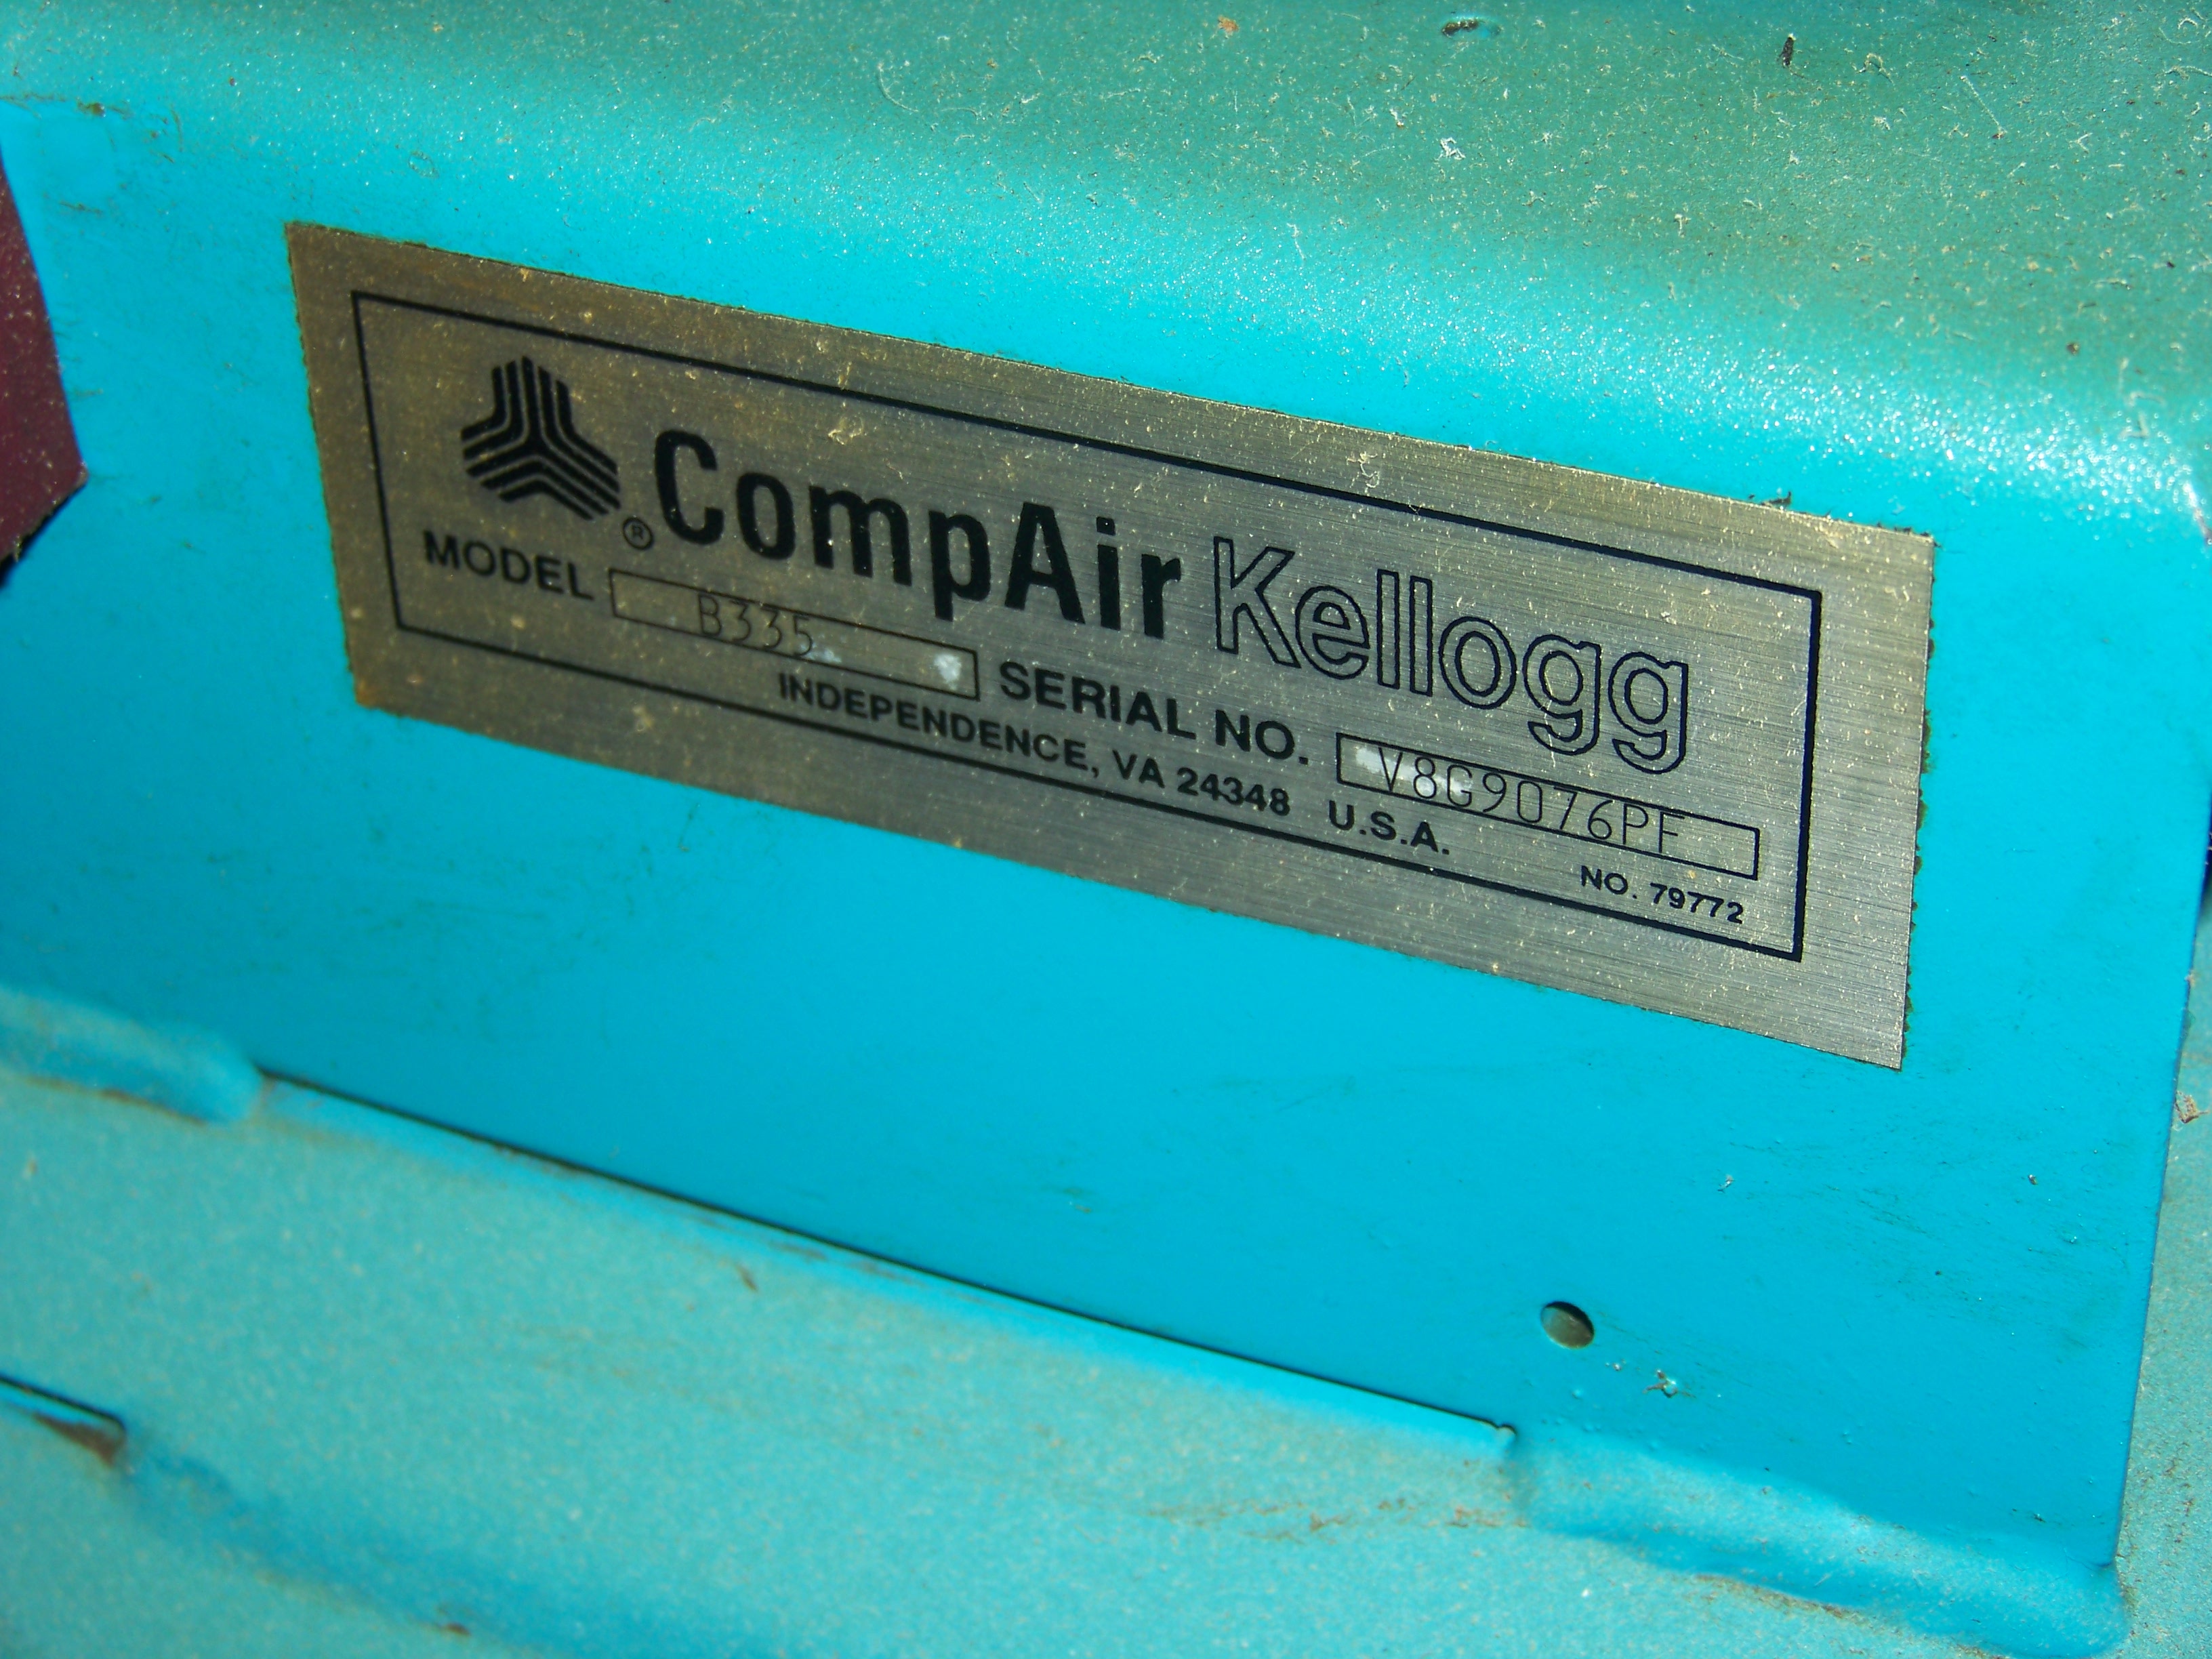 ® CompAir Kellogg
MODEL B335 SERIAL NO. V8G9076PF
INDEPENDENCE, VA 24348 U.S.A.
NO. 79772